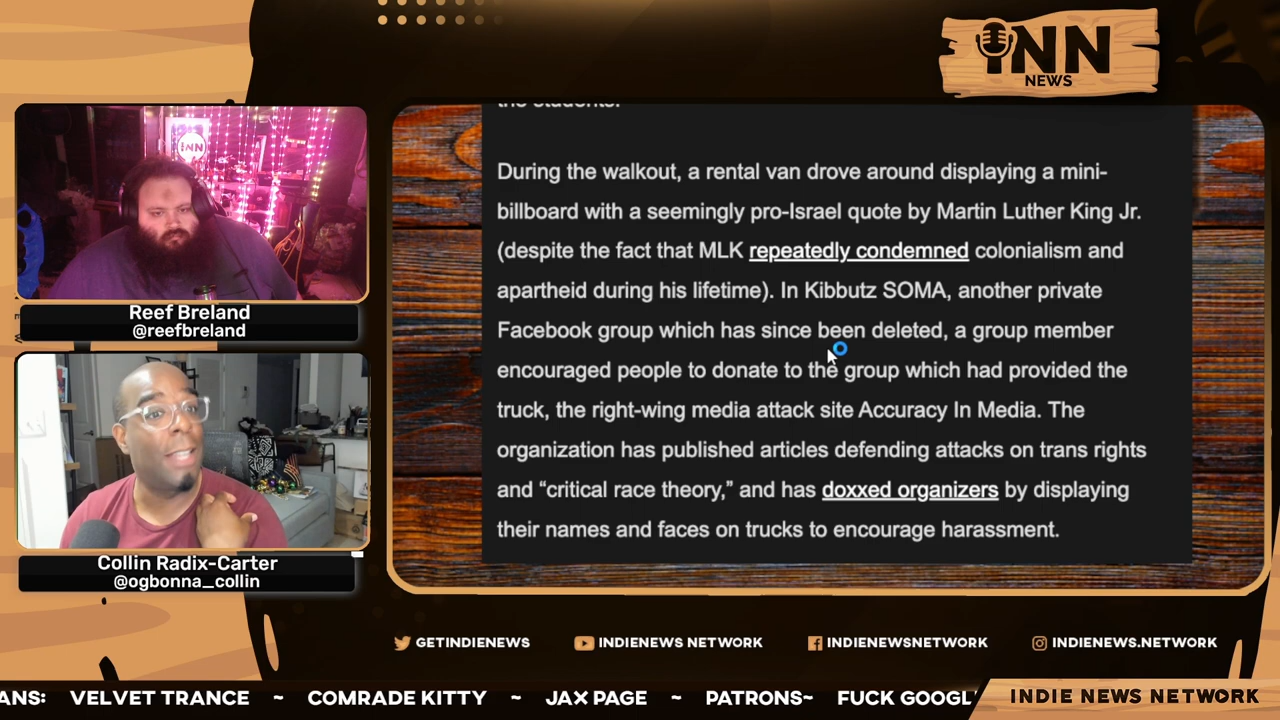 iNN
NEWS
iNN
the students.
During the walkout, a rental van drove around displaying a mini-
billboard with a seemingly pro-Israel quote by Martin Luther King Jr.
(despite the fact that MLK repeatedly condemned colonialism and
apartheid during his lifetime). In Kibbutz SOMA, another private
Facebook group which has since been deleted, a group member
encouraged people to donate to the group which had provided the
truck, the right-wing media attack site Accuracy In Media. The
organization has published articles defending attacks on trans rights
and “critical race theory,” and has doxxed organizers by displaying
their names and faces on trucks to encourage harassment.
Reef Breland
@reefbreland
Collin Radix-Carter
@ogbonna_collin
GETINDIENEWS
INDIENEWS NETWORK
INDIENEWSNETWORK
INDIENEWS.NETWORK
ANS: VELVET TRANCE ~ COMRADE KITTY ~ JAX PAGE ~ PATRONS~ FUCK GOOGL
INDIE NEWS NETWORK